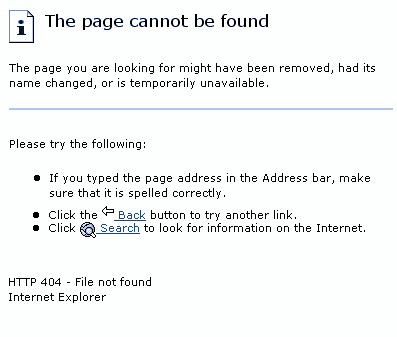 The page cannot be found
The page you are looking for might have been removed, had its
name changed, or is temporarily unavailable.
Please try the following:
If you typed the page address in the Address bar, make
sure that it is spelled correctly.
Click the Back button to try another link.
Click Search to look for information on the Internet.
HTTP 404 - File not found
Internet Explorer